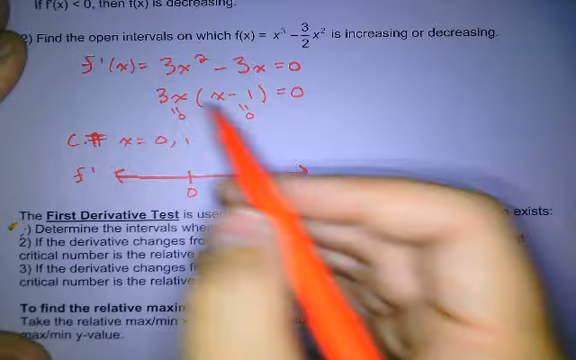 If f'(x) < 0, then f(x) is decreasing.
2) Find the open intervals on which f(x) = x³ − 3/2 x² is increasing or decreasing.
f'(x) = 3x² − 3x = 0
3x (x − 1) = 0
" 0 " 0
C.# x = 0, 1
f'
0
The First Derivative Test is exists:
1) Determine the intervals
2) If the derivative changes
critical number is the relative
3) If the derivative changes
critical number is the relative
To find the relative
Take the relative max/min
max/min y-value.